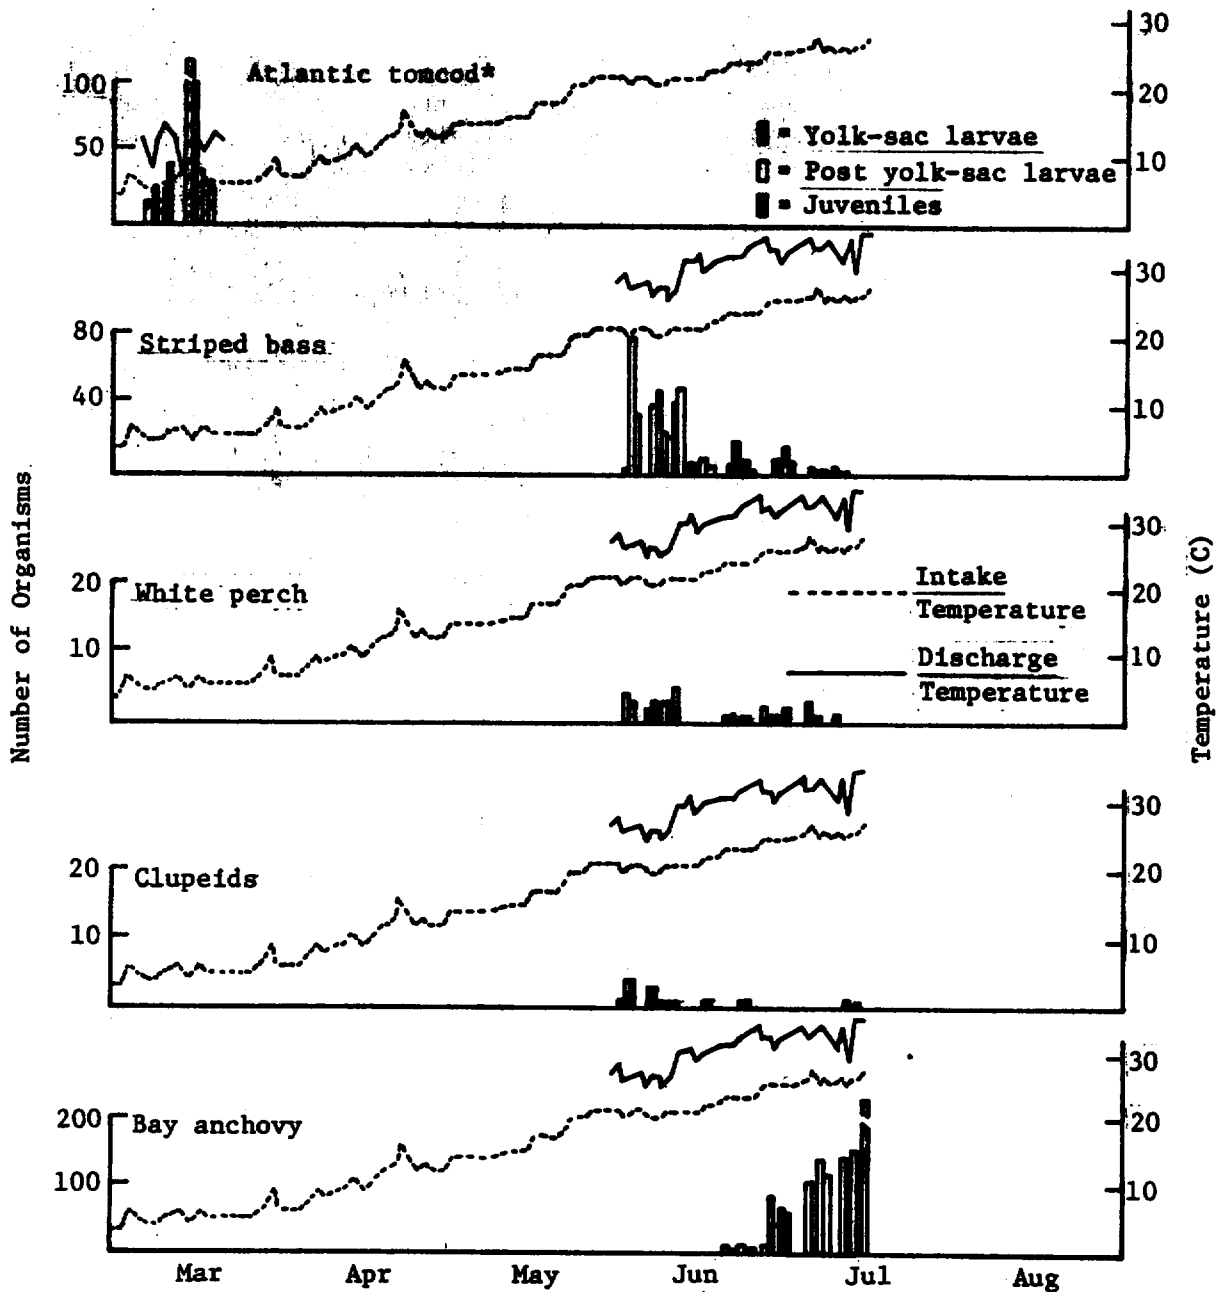 30
Atlantic tomcod*
100
20
▮ = Yolk-sac larvae
50
10
▯ = Post yolk-sac larvae
▮ = Juveniles
30
80
Striped bass
20
40
10
Number of Organisms
Temperature (C)
30
20
White perch
20
Intake
Temperature
10
10
Discharge
Temperature
30
20
Clupeids
20
10
10
30
200
Bay anchovy
20
100
10
Mar Apr May Jun Jul Aug